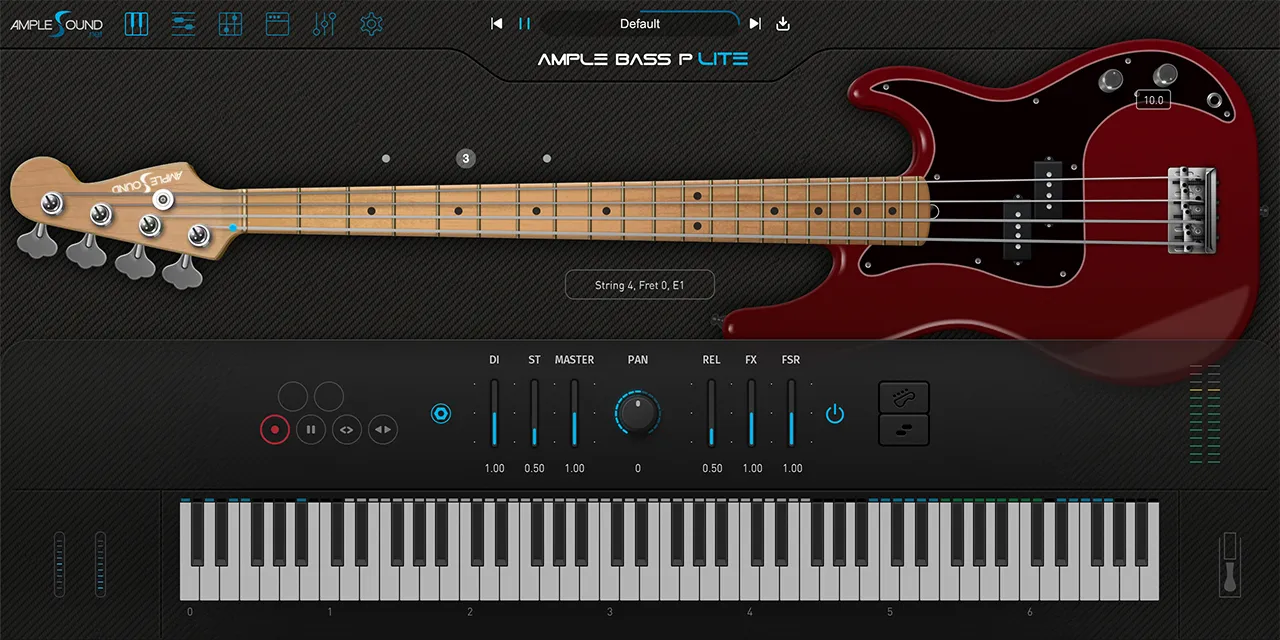 AMPLE SOUND .net
Default
AMPLE BASS P LITE
10.0
3
AMPLE SOUND
String 4, Fret 0, E1
DI ST MASTER PAN REL FX FSR
1.00 0.50 1.00 0 0.50 1.00 1.00
0 1 2 3 4 5 6